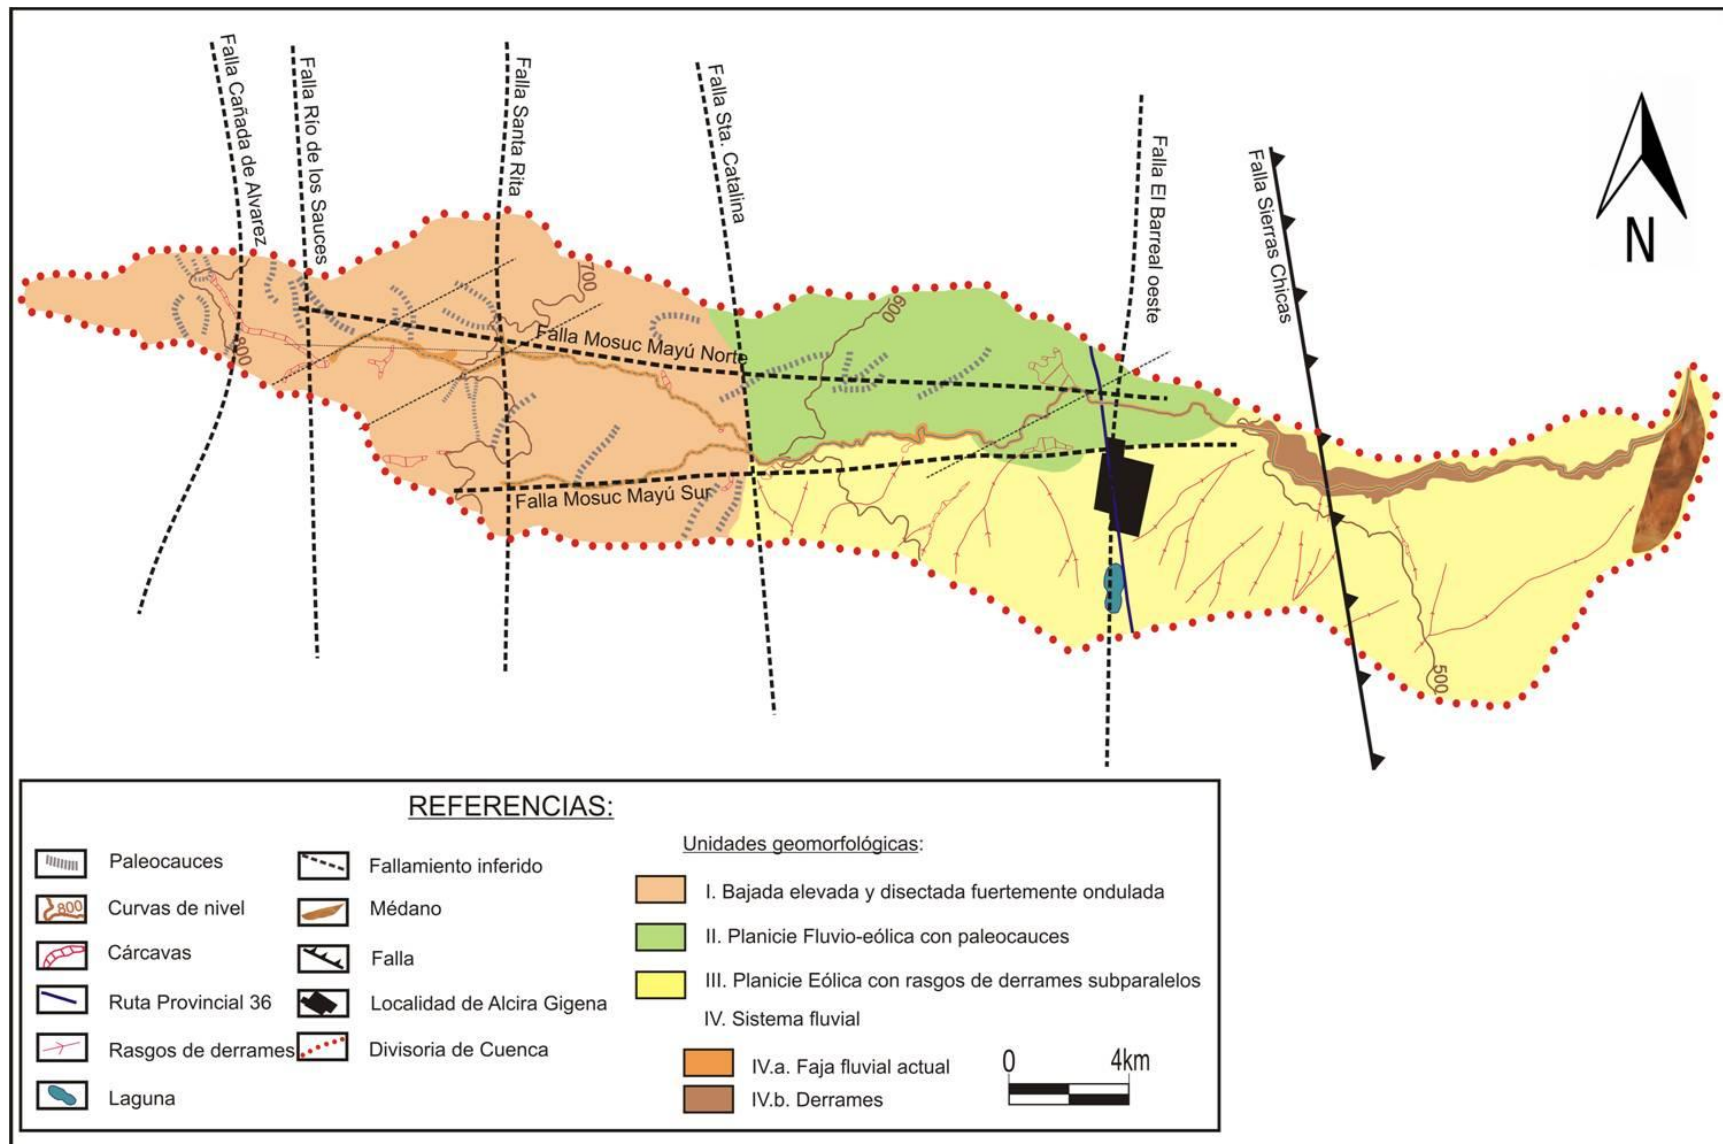 Falla Cañada de Alvarez
Falla Río de los Sauces
Falla Santa Rita
Falla Sta. Catalina
Falla El Barreal oeste
Falla Sierras Chicas
N
800
700
600
500
Falla Mosuc Mayú Norte
Falla Mosuc Mayú Sur
REFERENCIAS:
Paleocauces
800
Curvas de nivel
Cárcavas
Ruta Provincial 36
Rasgos de derrames
Laguna
Fallamiento inferido
Médano
Falla
Localidad de Alcira Gigena
Divisoria de Cuenca
Unidades geomorfológicas:
I. Bajada elevada y disectada fuertemente ondulada
II. Planicie Fluvio-eólica con paleocauces
III. Planicie Eólica con rasgos de derrames subparalelos
IV. Sistema fluvial
IV.a. Faja fluvial actual
IV.b. Derrames
0 4km